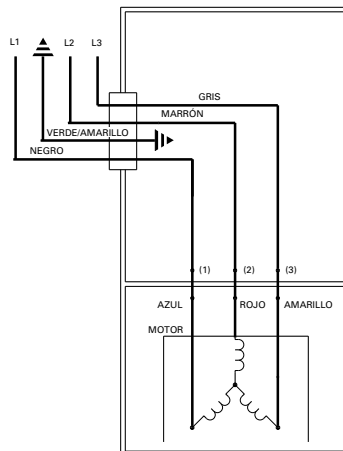 L1 L2 L3
GRIS
MARRÓN
VERDE/AMARILLO
NEGRO
(1) (2) (3)
AZUL ROJO AMARILLO
MOTOR